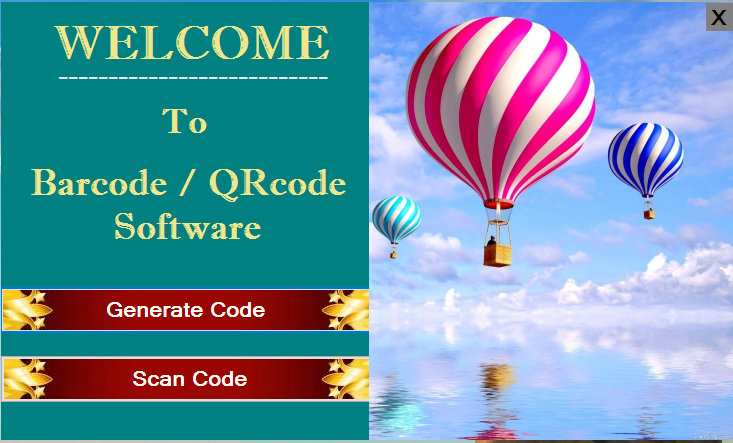 WELCOME
---------------------------
To
Barcode / QRcode
Software
Generate Code
Scan Code
X